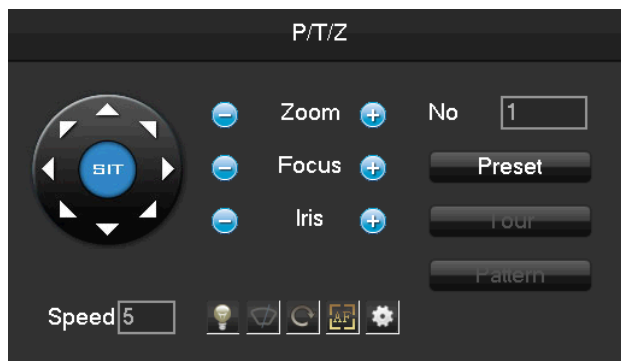 P/T/Z
Zoom
No 1
SIT
Focus
Preset
Iris
Tour
Pattern
Speed 5
AF